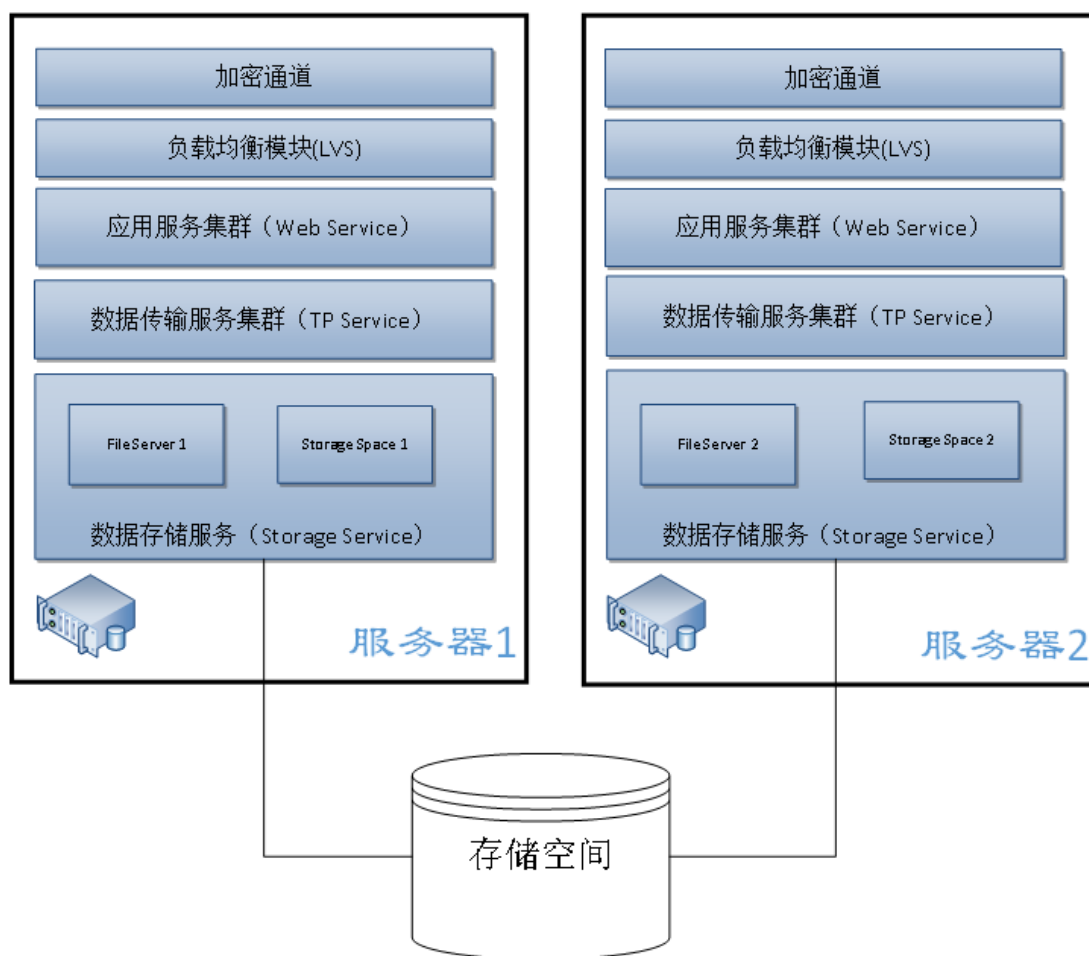 加密通道
负载均衡模块(LVS)
应用服务集群（Web Service）
数据传输服务集群（TP Service）
FileServer 1
StorageSpace 1
数据存储服务（Storage Service）
服务器1
加密通道
负载均衡模块(LVS)
应用服务集群（Web Service）
数据传输服务集群（TP Service）
FileServer 2
StorageSpace 2
数据存储服务（Storage Service）
服务器2
存储空间